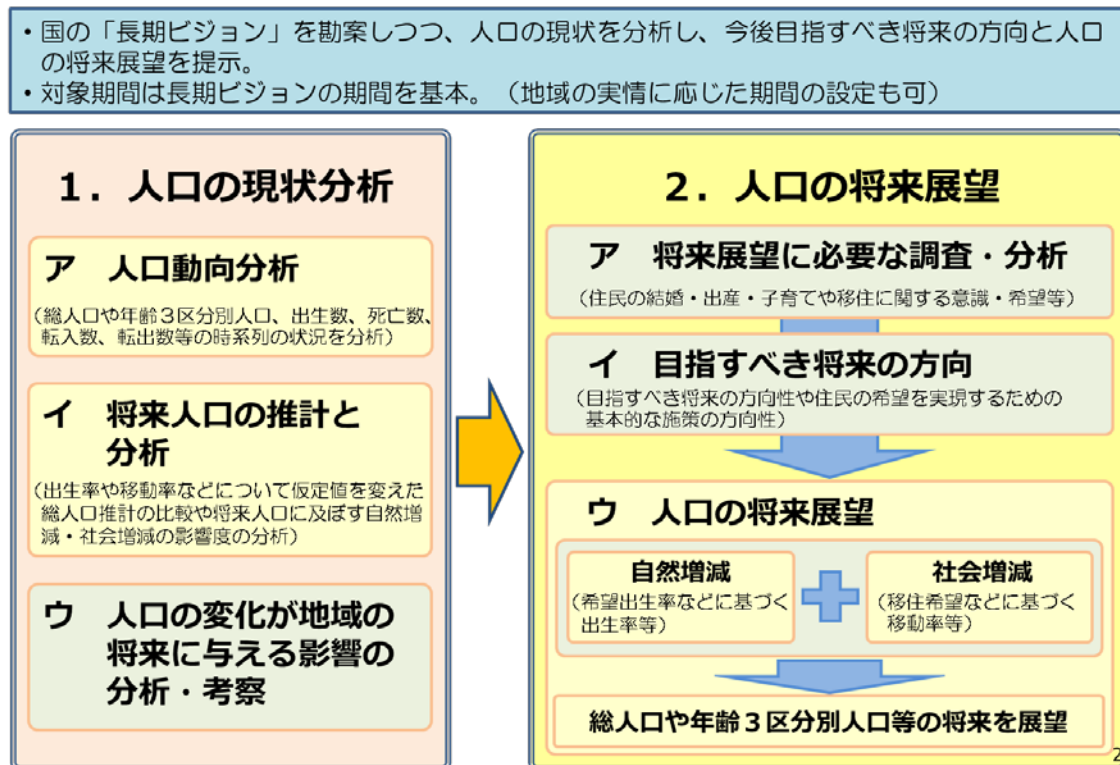 ・国の「長期ビジョン」を勘案しつつ、人口の現状を分析し、今後目指すべき将来の方向と人口
の将来展望を提示。
・対象期間は長期ビジョンの期間を基本。（地域の実情に応じた期間の設定も可）
１．人口の現状分析
ア　人口動向分析
（総人口や年齢３区分別人口、出生数、死亡数、
転入数、転出数等の時系列の状況を分析）
イ　将来人口の推計と
分析
（出生率や移動率などについて仮定値を変えた
総人口推計の比較や将来人口に及ぼす自然増
減・社会増減の影響度の分析）
ウ　人口の変化が地域の
将来に与える影響の
分析・考察
２．人口の将来展望
ア　将来展望に必要な調査・分析
（住民の結婚・出産・子育てや移住に関する意識・希望等）
イ　目指すべき将来の方向
（目指すべき将来の方向性や住民の希望を実現するための
基本的な施策の方向性）
ウ　人口の将来展望
自然増減
（希望出生率などに基づく
出生率等）
社会増減
（移住希望などに基づく
移動率等）
総人口や年齢３区分別人口等の将来を展望
2